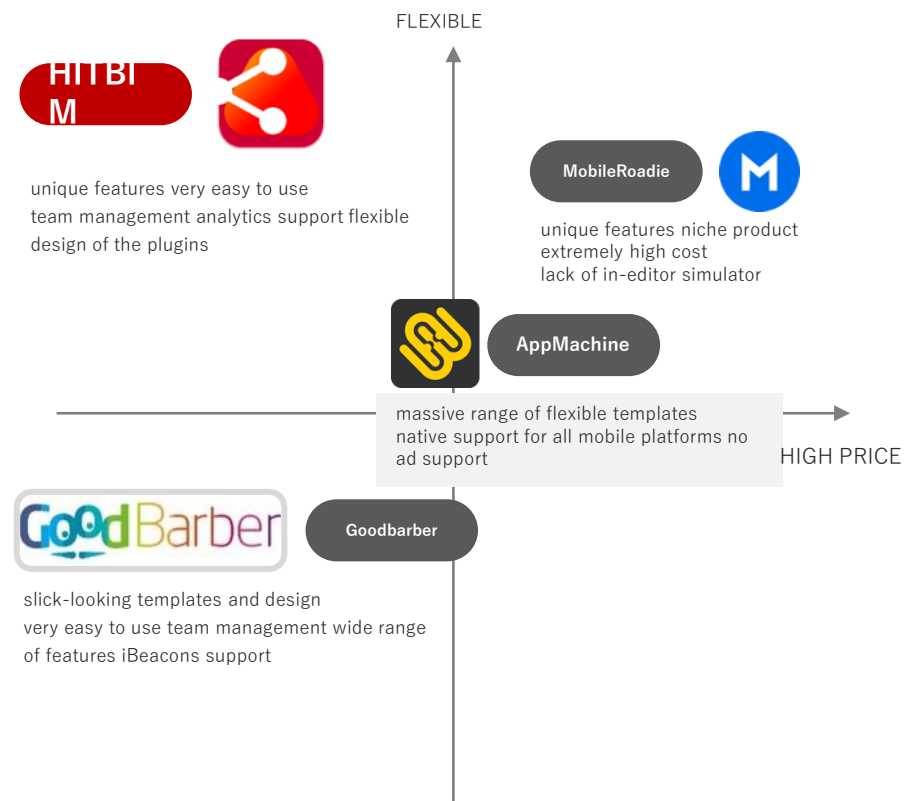 FLEXIBLE
HITBI
M
unique features very easy to use
team management analytics support flexible
design of the plugins
MobileRoadie
M
unique features niche product
extremely high cost
lack of in-editor simulator
AppMachine
massive range of flexible templates
native support for all mobile platforms no
ad support
HIGH PRICE
GoodBarber
Goodbarber
slick-looking templates and design
very easy to use team management wide range
of features iBeacons support